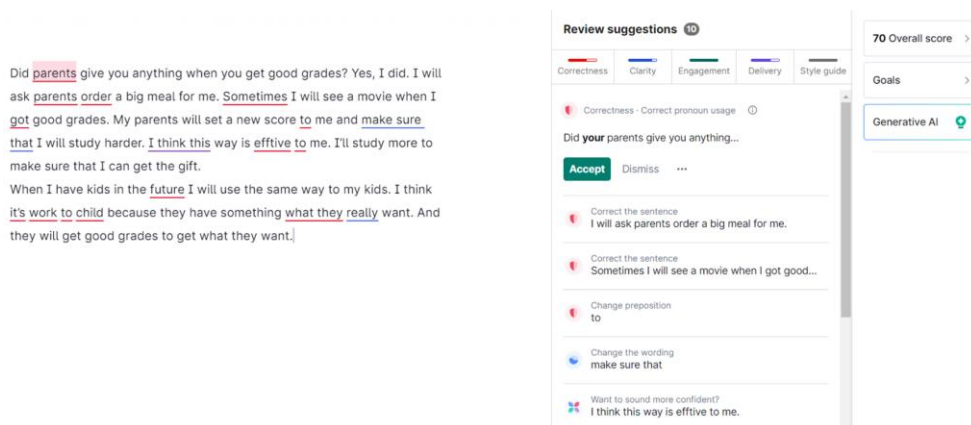 Did parents give you anything when you get good grades? Yes, I did. I will
ask parents order a big meal for me. Sometimes I will see a movie when I
got good grades. My parents will set a new score to me and make sure
that I will study harder. I think this way is efftive to me. I'll study more to
make sure that I can get the gift.
When I have kids in the future I will use the same way to my kids. I think
it's work to child because they have something what they really want. And
they will get good grades to get what they want.
Review suggestions 10
Correctness Clarity Engagement Delivery Style guide
Correctness · Correct pronoun usage
Did your parents give you anything...
Accept Dismiss
Correct the sentence
I will ask parents order a big meal for me.
Correct the sentence
Sometimes I will see a movie when I got good...
Change preposition
to
Change the wording
make sure that
Want to sound more confident?
I think this way is efftive to me.
70 Overall score
Goals
Generative AI